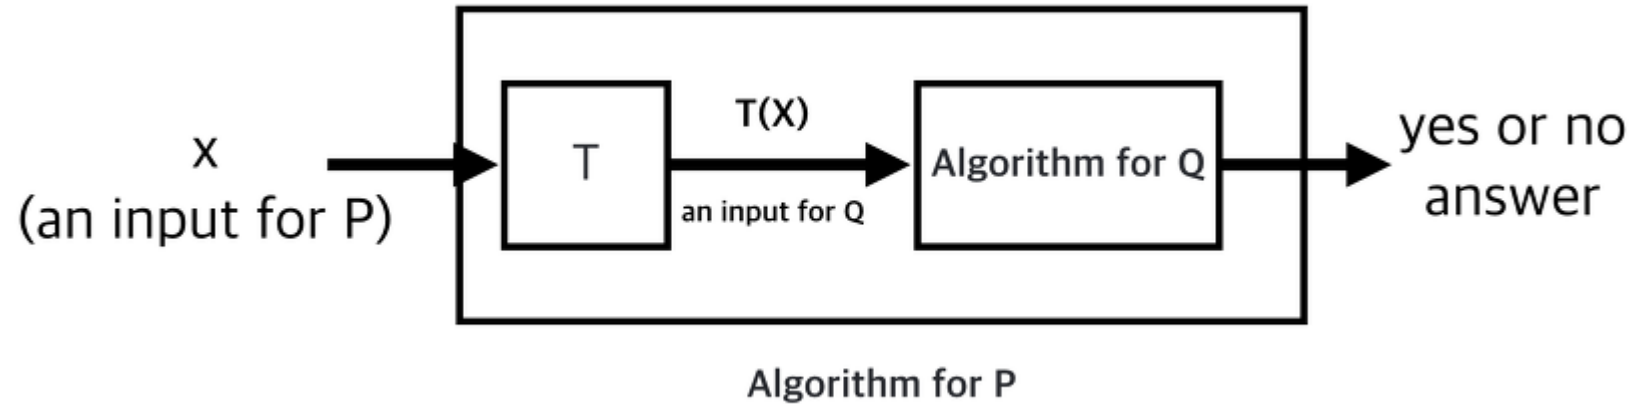 x
(an input for P)
T
T(X)
an input for Q
Algorithm for Q
yes or no
answer
Algorithm for P